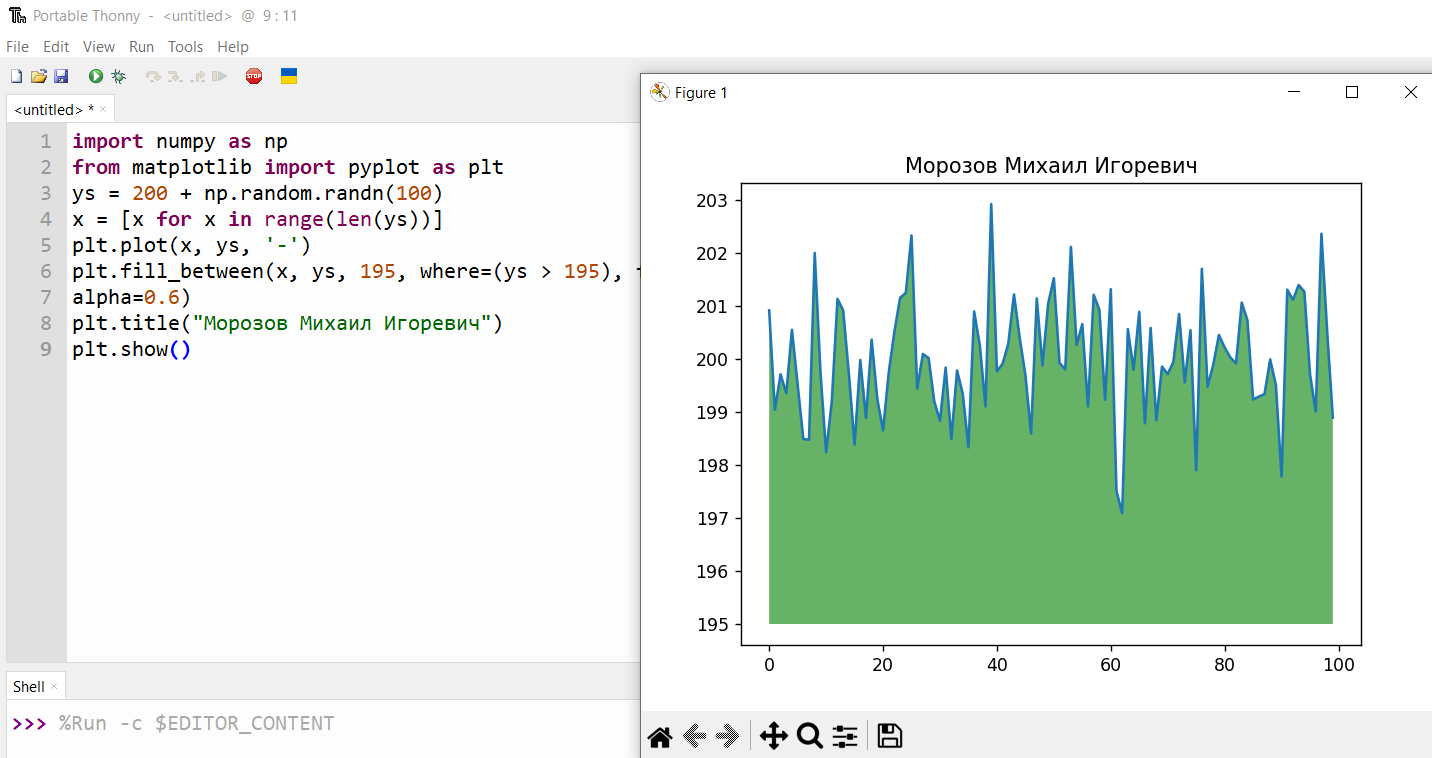 Portable Thonny - <untitled> @ 9 : 11
File Edit View Run Tools Help
STOP
<untitled> * ×
1 import numpy as np
2 from matplotlib import pyplot as plt
3 ys = 200 + np.random.randn(100)
4 x = [x for x in range(len(ys))]
5 plt.plot(x, ys, '-')
6 plt.fill_between(x, ys, 195, where=(ys > 195),
7 alpha=0.6)
8 plt.title("Морозов Михаил Игоревич")
9 plt.show()
Shell ×
>>> %Run -c $EDITOR_CONTENT
Figure 1
Морозов Михаил Игоревич
203
202
201
200
199
198
197
196
195
0 20 40 60 80 100